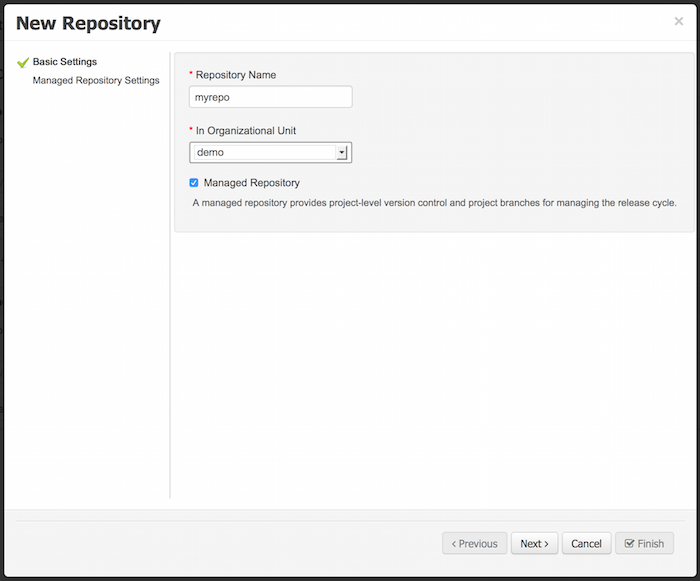 New Repository
×
Basic Settings
Managed Repository Settings
* Repository Name
myrepo
* In Organizational Unit
demo
Managed Repository
A managed repository provides project-level version control and project branches for managing the release cycle.
‹ Previous
Next ›
Cancel
Finish